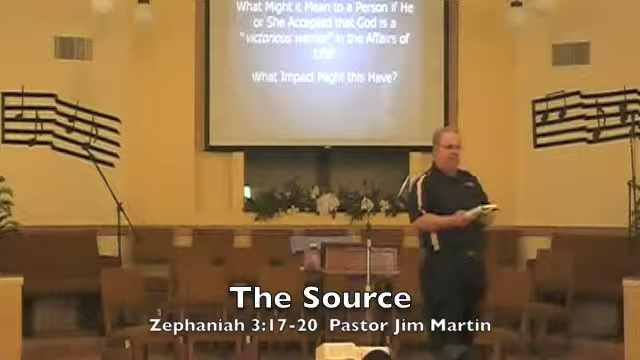 What Might it Mean to a Person if He
or She Accepted that God is a
"victorious warrior" in the Affairs of
Life?
What Impact Might this Have?
The Source
Zephaniah 3:17-20 Pastor Jim Martin